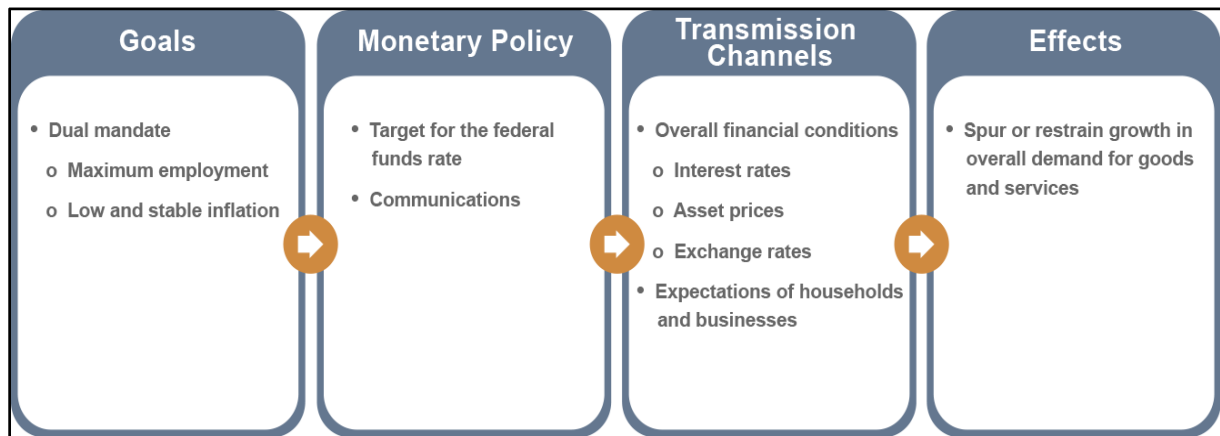 Goals
• Dual mandate
o Maximum employment
o Low and stable inflation
Monetary Policy
• Target for the federal
funds rate
• Communications
Transmission
Channels
• Overall financial conditions
o Interest rates
o Asset prices
o Exchange rates
• Expectations of households
and businesses
Effects
• Spur or restrain growth in
overall demand for goods
and services